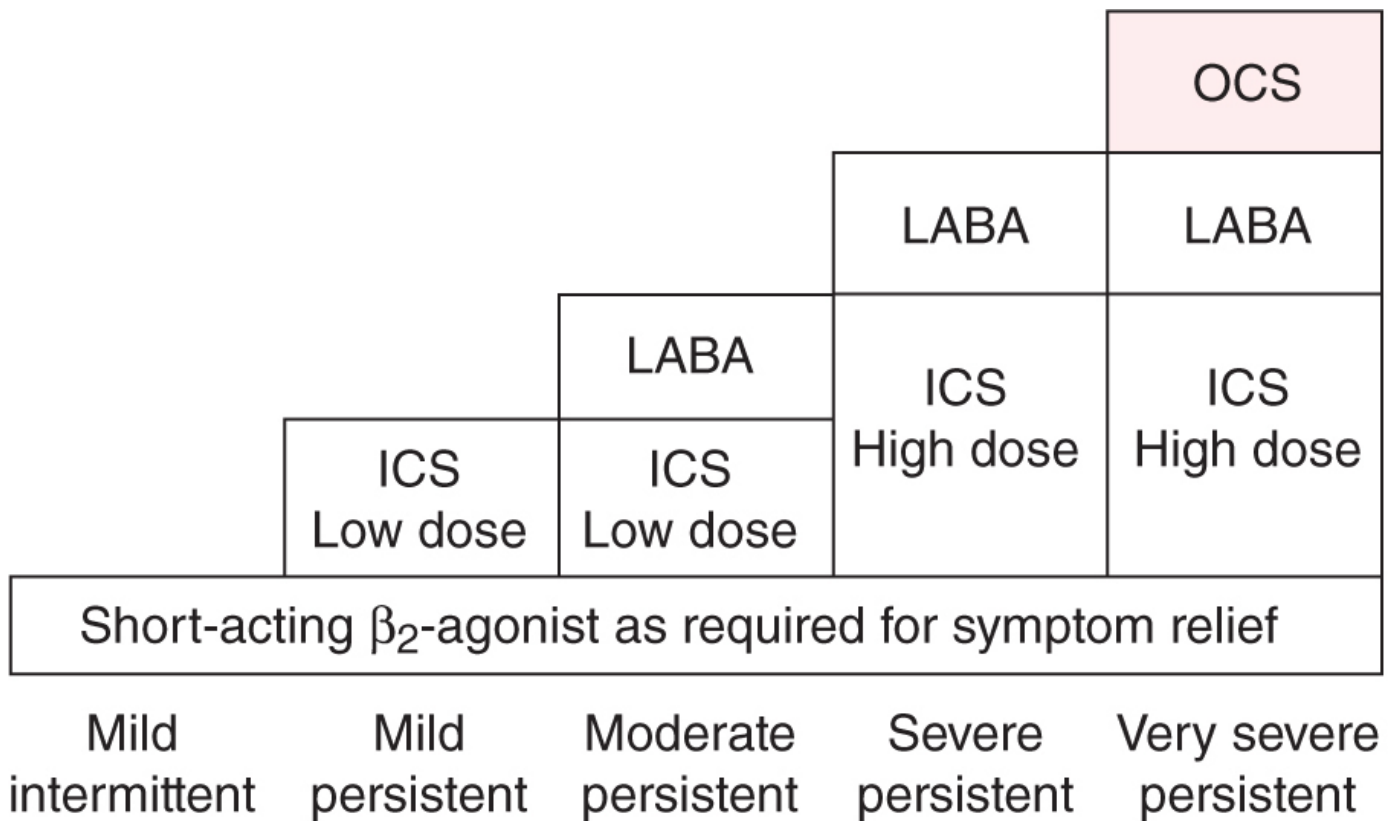 OCS
LABA
LABA
LABA
ICS
High dose
ICS
High dose
ICS
Low dose
ICS
Low dose
Short-acting β₂-agonist as required for symptom relief
Mild
intermittent
Mild
persistent
Moderate
persistent
Severe
persistent
Very severe
persistent